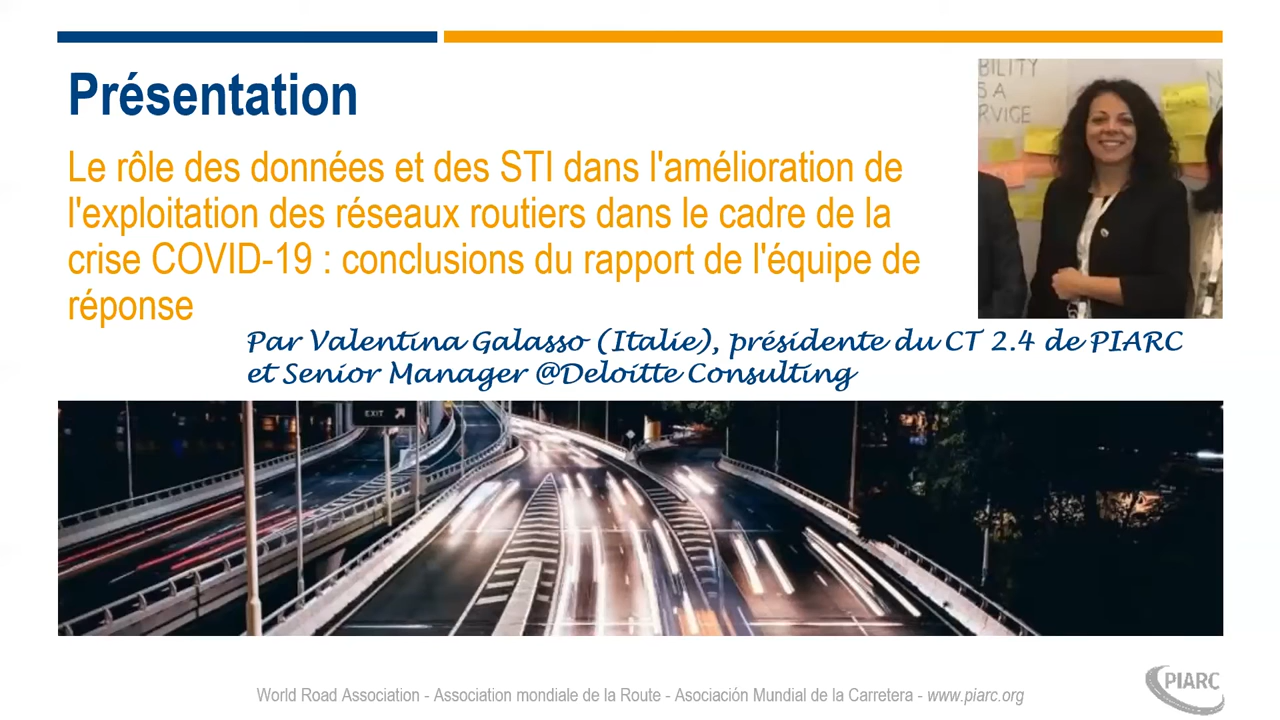 Présentation
Le rôle des données et des STI dans l'amélioration de
l'exploitation des réseaux routiers dans le cadre de la
crise COVID-19 : conclusions du rapport de l'équipe de
réponse
BILITY
S A
RVICE
Par Valentina Galasso (Italie), présidente du CT 2.4 de PIARC
et Senior Manager @Deloitte Consulting
EXIT
World Road Association - Association mondiale de la Route - Asociación Mundial de la Carretera - www.piarc.org
PIARC